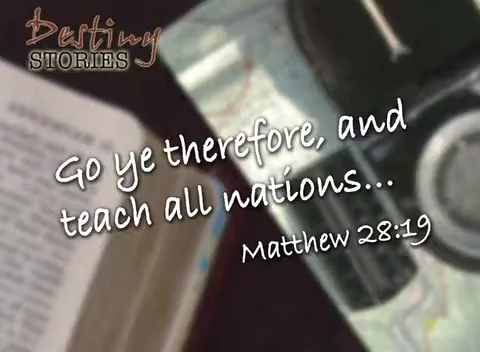 Destiny
STORIES
Go ye therefore, and
teach all nations...
Matthew 28:19